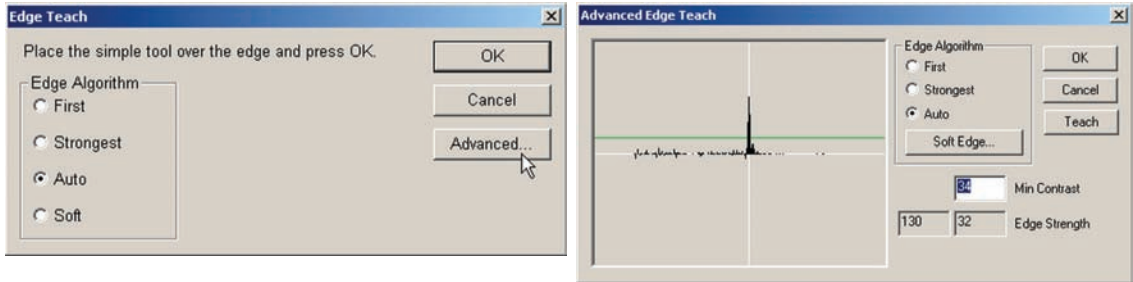 Edge Teach
Place the simple tool over the edge and press OK.
Edge Algorithm
First
Strongest
Auto
Soft
OK
Cancel
Advanced...
Advanced Edge Teach
Edge Algorithm
First
Strongest
Auto
Soft Edge...
OK
Cancel
Teach
34 Min Contrast
130 32 Edge Strength